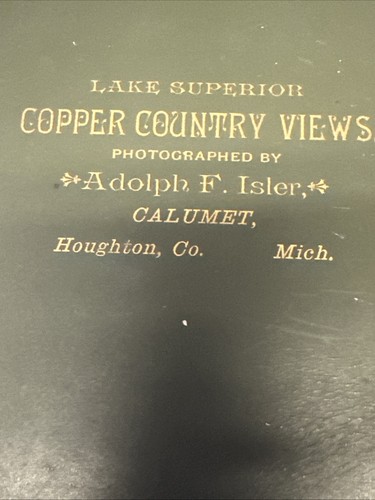 LAKE SUPERIOR
COPPER COUNTRY VIEWS.
PHOTOGRAPHED BY
Adolph F. Isler,
CALUMET,
Houghton, Co. Mich.